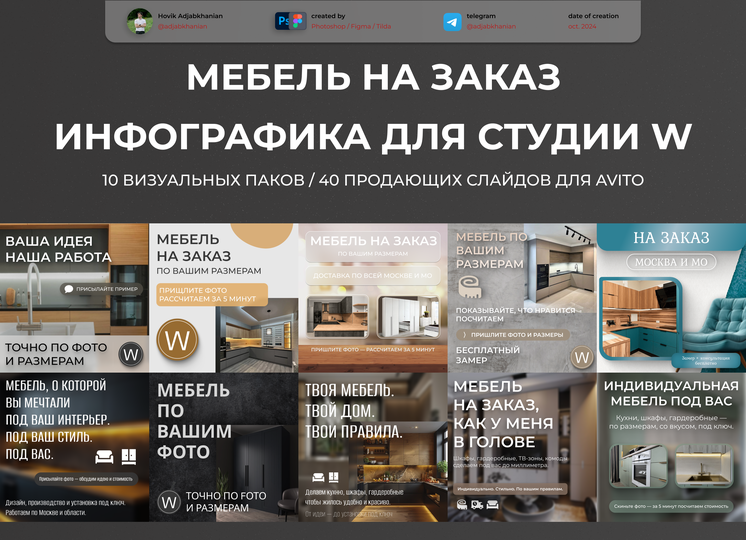 Hovik Adjabkhanian
@adjabkhanian
Ps
created by
Photoshop / Figma / Tilda
telegram
@adjabkhanian
date of creation
oct, 2024
МЕБЕЛЬ НА ЗАКАЗ
ИНФОГРАФИКА ДЛЯ СТУДИИ W
10 ВИЗУАЛЬНЫХ ПАКОВ / 40 ПРОДАЮЩИХ СЛАЙДОВ ДЛЯ AVITO
ВАША ИДЕЯ
НАША РАБОТА
ПРИСЫЛАЙТЕ ПРИМЕР
ТОЧНО ПО ФОТО
И РАЗМЕРАМ
W
МЕБЕЛЬ
НА ЗАКАЗ
ПО ВАШИМ РАЗМЕРАМ
ПРИШЛИТЕ ФОТО
РАССЧИТАЕМ ЗА 5 МИНУТ
W
МЕБЕЛЬ НА ЗАКАЗ
ПО ВАШИМ РАЗМЕРАМ
ДОСТАВКА ПО ВСЕЙ МОСКВЕ И МО
ПРИШЛИТЕ ФОТО — РАССЧИТАЕМ ЗА 5 МИНУТ
МЕБЕЛЬ ПО
ВАШИМ
РАЗМЕРАМ
ПОКАЗЫВАЙТЕ, ЧТО НРАВИТСЯ —
ПОСЧИТАЕМ
ПРИШЛИТЕ ФОТО И РАЗМЕРЫ
БЕСПЛАТНЫЙ
ЗАМЕР
W
НА ЗАКАЗ
МОСКВА И МО
МЕБЕЛЬ, О КОТОРОЙ
ВЫ МЕЧТАЛИ
ПОД ВАШ ИНТЕРЬЕР.
ПОД ВАШ СТИЛЬ.
ПОД ВАС.
Присылайте фото — обсудим идею и стоимость
Дизайн, производство и установка под ключ.
Работаем по Москве и области.
МЕБЕЛЬ
ПО
ВАШИМ
ФОТО
W
ТОЧНО ПО ФОТО
И РАЗМЕРАМ
ТВОЯ МЕБЕЛЬ.
ТВОЙ ДОМ.
ТВОИ ПРАВИЛА.
Делаем кухни, шкафы, гардеробные
чтобы жилось удобно и красиво.
От идеи — до установки под ключ.
МЕБЕЛЬ
НА ЗАКАЗ,
КАК У МЕНЯ
В ГОЛОВЕ
Шкафы, гардеробные, ТВ-зоны, комоды
сделаем под вас до миллиметра.
Индивидуально. Стильно. По вашим правилам.
ИНДИВИДУАЛЬНАЯ
МЕБЕЛЬ ПОД ВАС
Кухни, шкафы, гардеробные —
по размерам, со вкусом, под ключ.
Скиньте фото — за 5 минут посчитаем стоимость